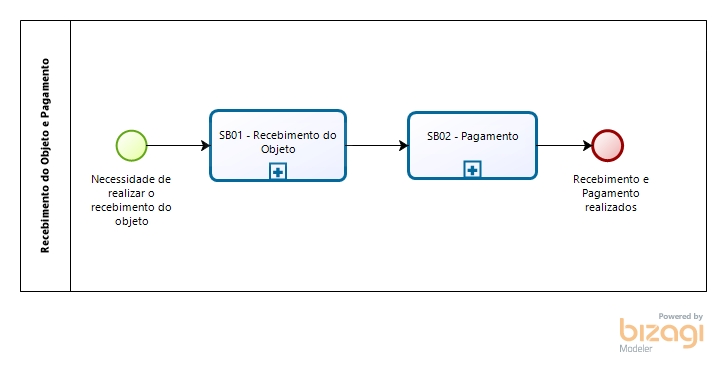 Recebimento do Objeto e Pagamento
Necessidade de
realizar o
recebimento do
objeto
SB01 - Recebimento do
Objeto
SB02 - Pagamento
Recebimento e
Pagamento
realizados
Powered by
bizagi
Modeler